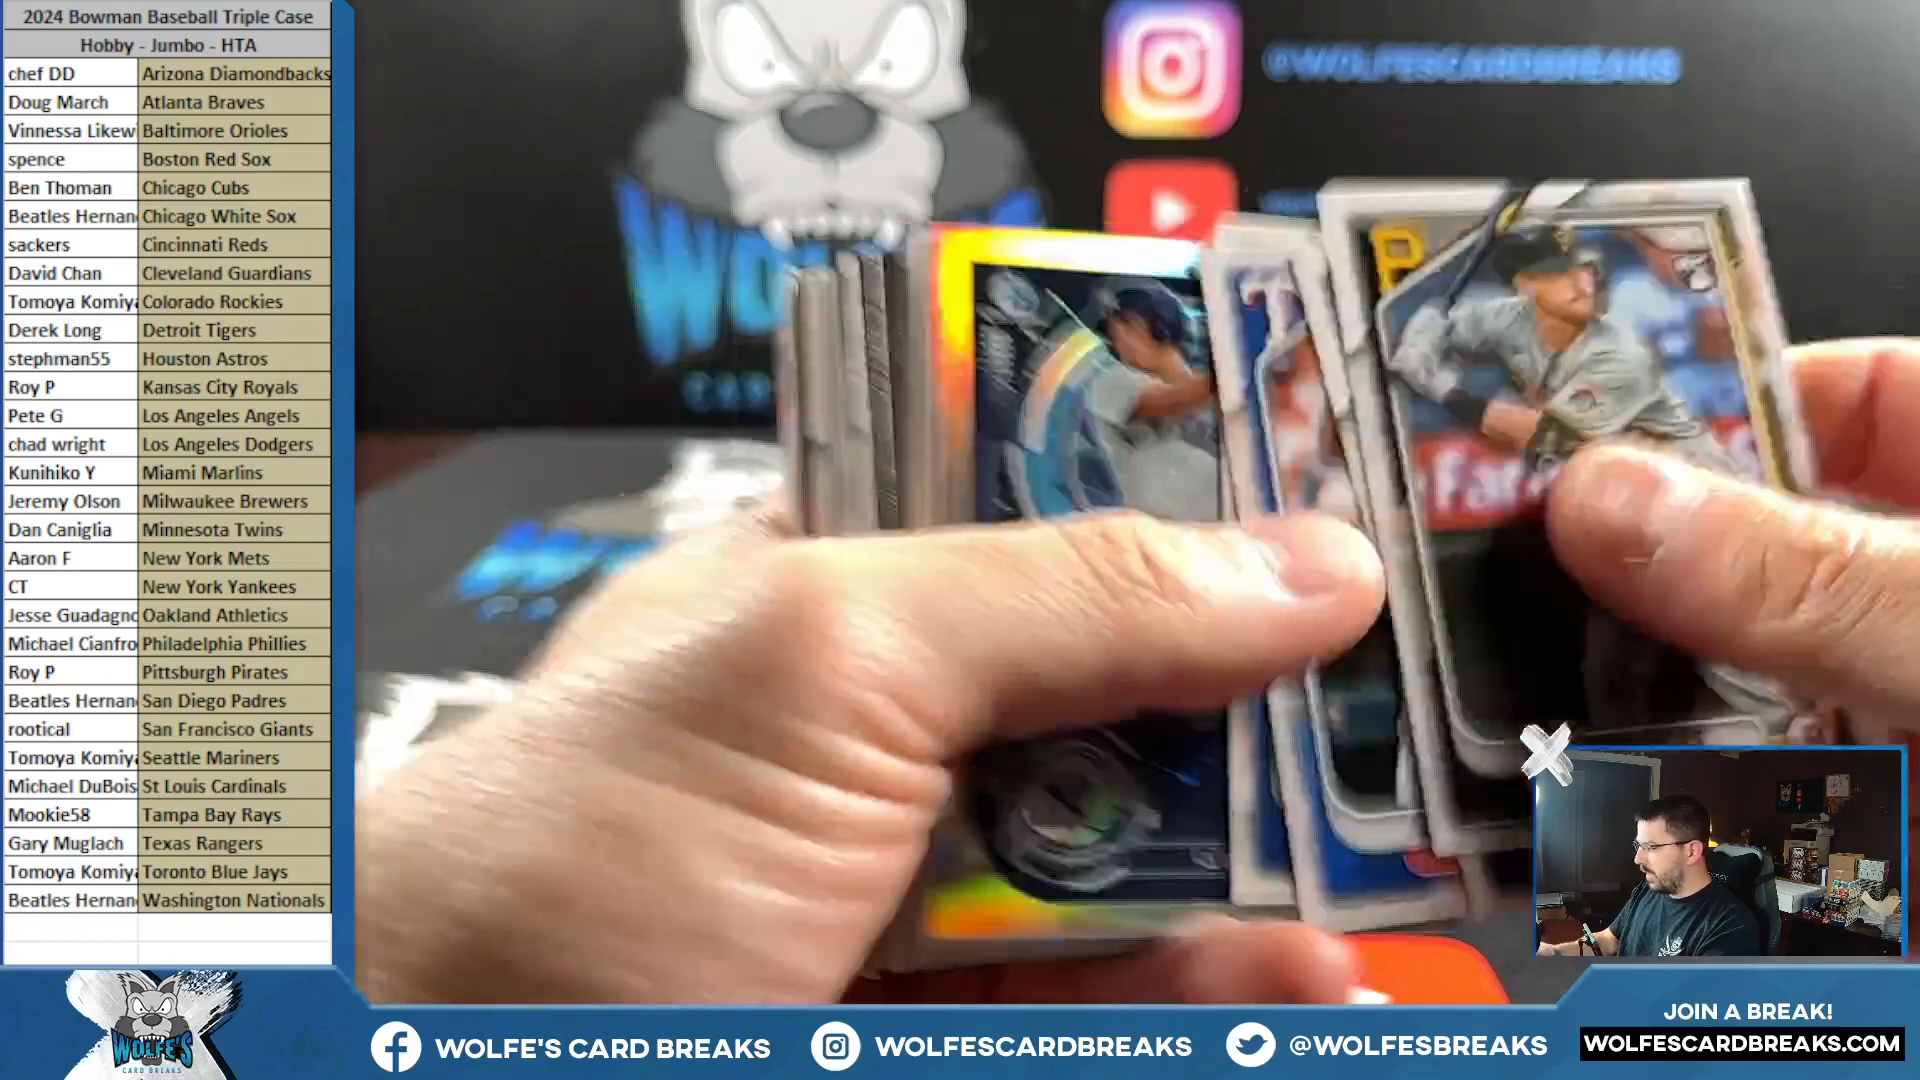 2024 Bowman Baseball Triple Case
Hobby - Jumbo - HTA
chef DD Arizona Diamondbacks
Doug March Atlanta Braves
Vinnessa Likew Baltimore Orioles
spence Boston Red Sox
Ben Thoman Chicago Cubs
Beatles Hernan Chicago White Sox
sackers Cincinnati Reds
David Chan Cleveland Guardians
Tomoya Komiya Colorado Rockies
Derek Long Detroit Tigers
stephman55 Houston Astros
Roy P Kansas City Royals
Pete G Los Angeles Angels
chad wright Los Angeles Dodgers
Kunihiko Y Miami Marlins
Jeremy Olson Milwaukee Brewers
Dan Caniglia Minnesota Twins
Aaron F New York Mets
CT New York Yankees
Jesse Guadagno Oakland Athletics
Michael Cianfro Philadelphia Phillies
Roy P Pittsburgh Pirates
Beatles Hernan San Diego Padres
rootical San Francisco Giants
Tomoya Komiya Seattle Mariners
Michael DuBois St Louis Cardinals
Mookie58 Tampa Bay Rays
Gary Muglach Texas Rangers
Tomoya Komiya Toronto Blue Jays
Beatles Hernan Washington Nationals
@WOLFESCARDBREAKS
P
T
WOLFE'S
CARD BREAKS
WOLFE'S CARD BREAKS
WOLFESCARDBREAKS
@WOLFESBREAKS
JOIN A BREAK!
WOLFESCARDBREAKS.COM